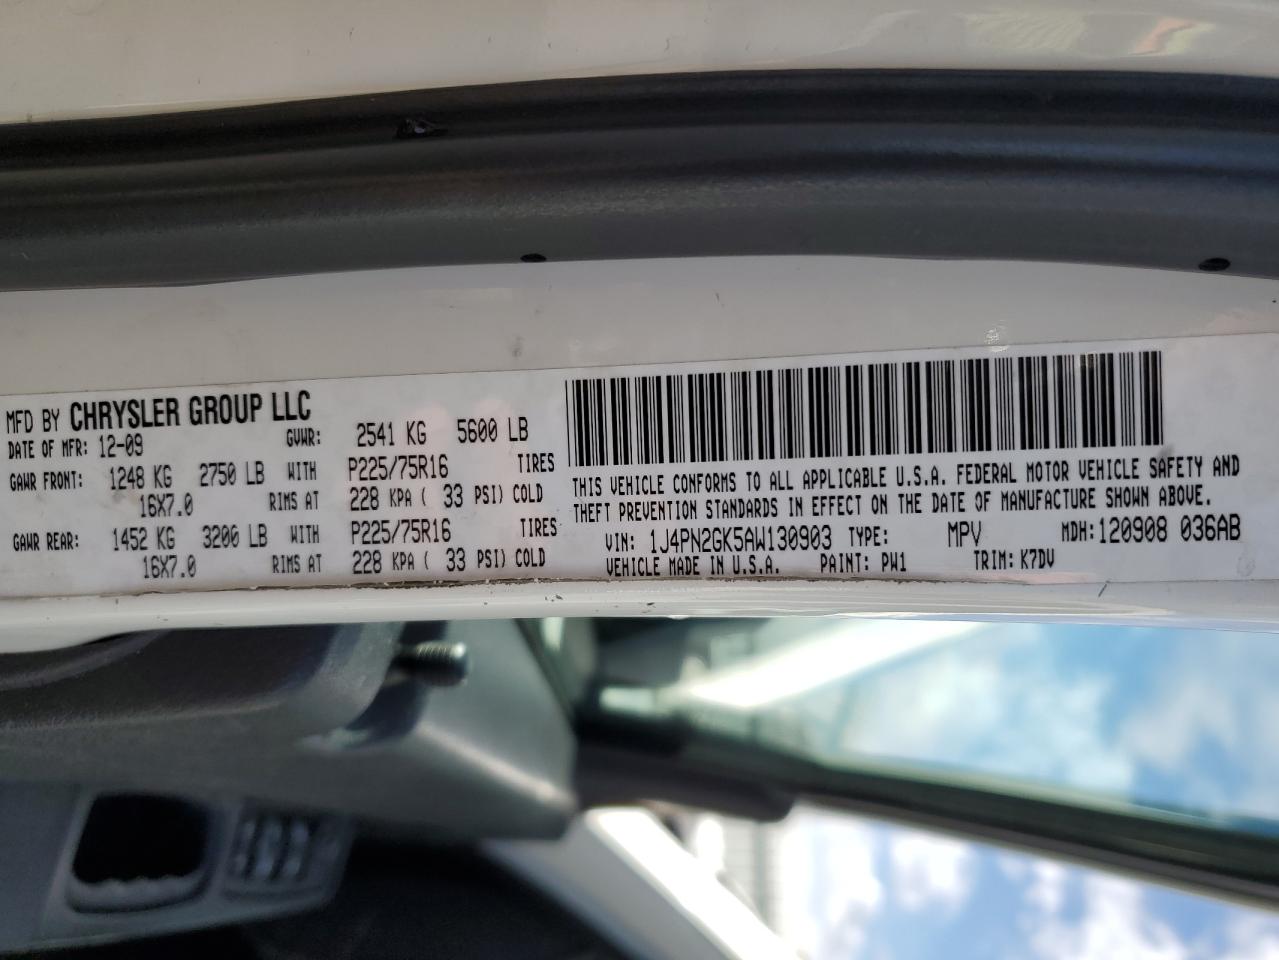 MFD BY CHRYSLER GROUP LLC
DATE OF MFR: 12-09 GVWR: 2541 KG 5600 LB
GAWR FRONT: 1248 KG 2750 LB WITH P225/75R16 TIRES
16X7.0 RIMS AT 228 KPA ( 33 PSI) COLD
GAWR REAR: 1452 KG 3200 LB WITH P225/75R16 TIRES
16X7.0 RIMS AT 228 KPA ( 33 PSI) COLD
THIS VEHICLE CONFORMS TO ALL APPLICABLE U.S.A. FEDERAL MOTOR VEHICLE SAFETY AND
THEFT PREVENTION STANDARDS IN EFFECT ON THE DATE OF MANUFACTURE SHOWN ABOVE.
VIN: 1J4PN2GK5AW130903 TYPE: MPV MDH:120908 036AB
VEHICLE MADE IN U.S.A. PAINT: PW1 TRIM: K7DV